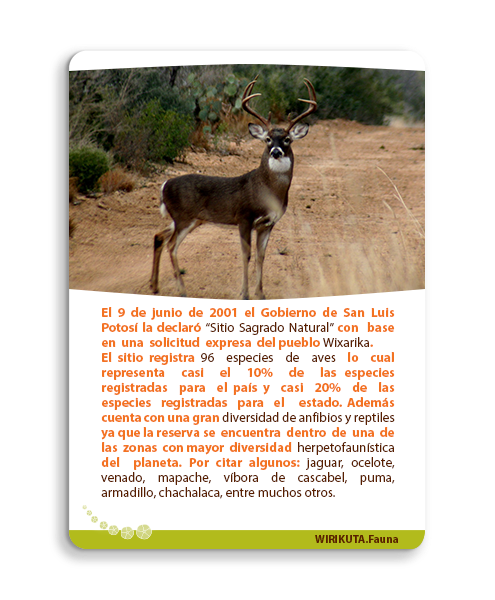 El 9 de junio de 2001 el Gobierno de San Luis
Potosí la declaró “Sitio Sagrado Natural” con base
en una solicitud expresa del pueblo Wixarika.
El sitio registra 96 especies de aves lo cual
representa casi el 10% de las especies
registradas para el país y casi 20% de las
especies registradas para el estado. Además
cuenta con una gran diversidad de anfibios y reptiles
ya que la reserva se encuentra dentro de una de
las zonas con mayor diversidad herpetofaunística
del planeta. Por citar algunos: jaguar, ocelote,
venado, mapache, víbora de cascabel, puma,
armadillo, chachalaca, entre muchos otros.
WIRIKUTA.Fauna